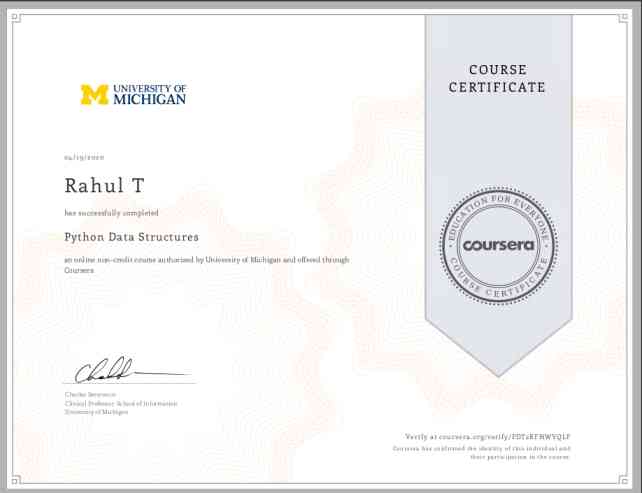 UNIVERSITY OF
MICHIGAN
04/19/2020
Rahul T
has successfully completed
Python Data Structures
an online non-credit course authorized by University of Michigan and offered through
Coursera
Charles Severance
Clinical Professor, School of Information
University of Michigan
COURSE
CERTIFICATE
EDUCATION FOR EVERYONE
coursera
COURSE CERTIFICATE
Verify at coursera.org/verify/
Coursera has confirmed the identity of this individual and
their participation in the course.